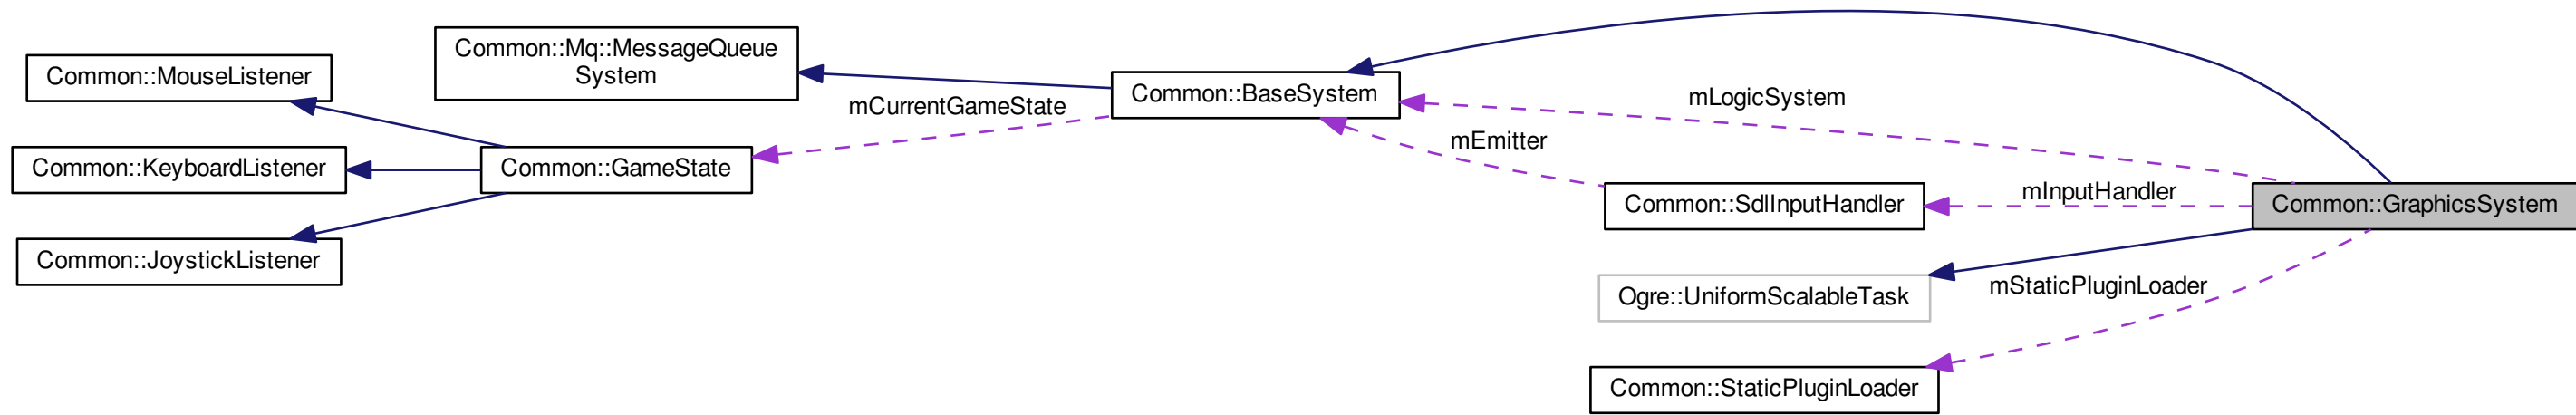 Common::MouseListener
Common::KeyboardListener
Common::JoystickListener
Common::Mq::MessageQueue
System
Common::GameState
mCurrentGameState
Common::BaseSystem
mLogicSystem
mEmitter
Common::SdlInputHandler
mInputHandler
Common::GraphicsSystem
Ogre::UniformScalableTask
mStaticPluginLoader
Common::StaticPluginLoader